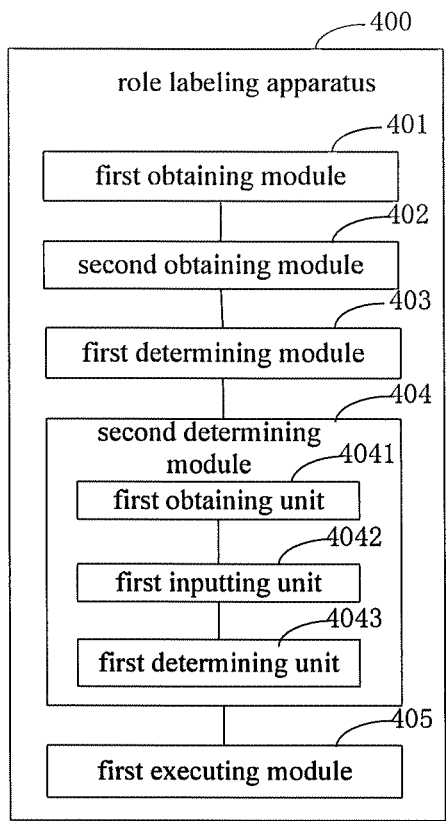 400
role labeling apparatus
401
first obtaining module
402
second obtaining module
403
first determining module
404
second determining
module
4041
first obtaining unit
4042
first inputting unit
4043
first determining unit
405
first executing module